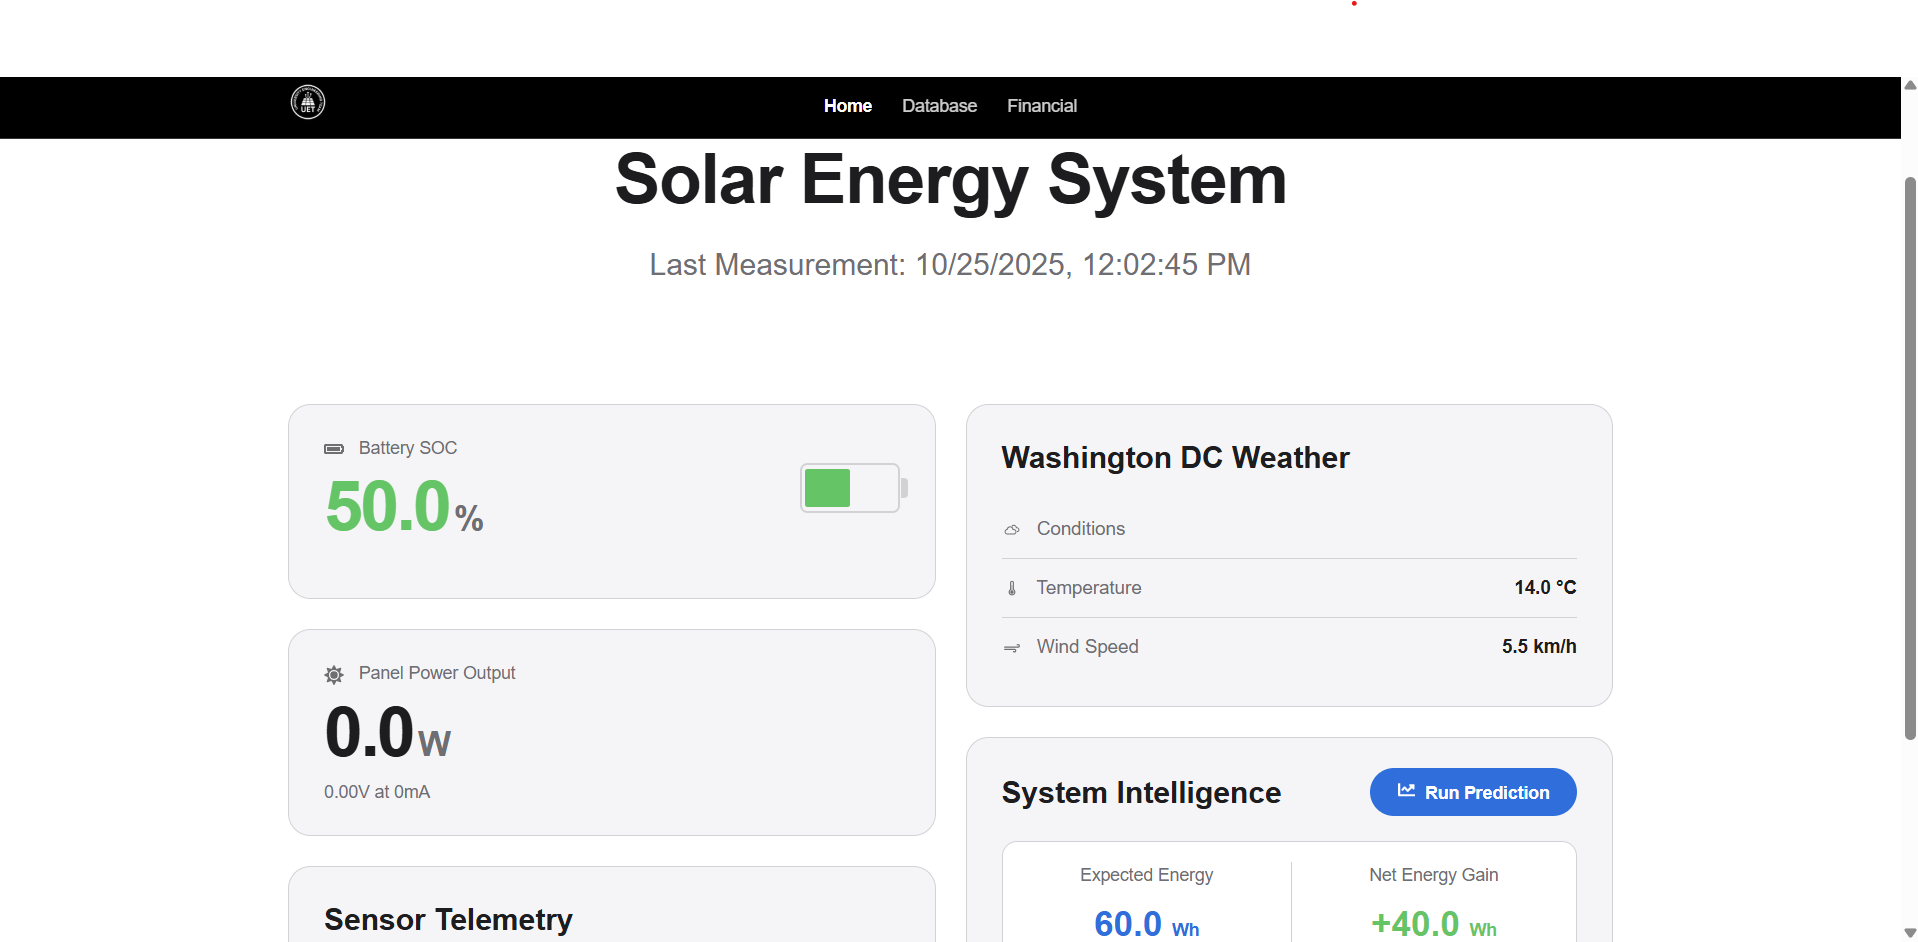 UET
Home Database Financial
Solar Energy System
Last Measurement: 10/25/2025, 12:02:45 PM
Battery SOC
50.0%
Panel Power Output
0.0W
0.00V at 0mA
Sensor Telemetry
Washington DC Weather
Conditions
Temperature 14.0 °C
Wind Speed 5.5 km/h
System Intelligence
Run Prediction
Expected Energy
60.0 Wh
Net Energy Gain
+40.0 Wh